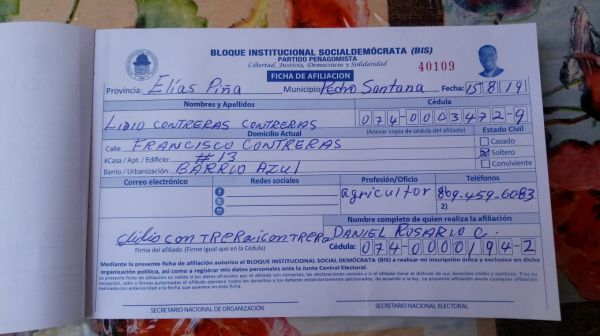 BLOQUE INSTITUCIONAL SOCIALDEMÓCRATA (BIS)
PARTIDO PEÑAGOMISTA
Libertad, Justicia, Democracia y Solidaridad
FICHA DE AFILIACION
40109
Provincia: Elías Piña Municipio Pedro Santana Fecha: 15/8/19
Nombres y Apellidos Cédula
LIDIO CONTRERAS CONTRERAS 074-0003472-9
Domicilio Actual (Anexar copia de cédula del afiliado) Estado Civil
Calle FRANCISCO CONTRERAS Casado
#Casa / Apt. / Edificio: #13 Soltero
Barrio / Urbanización: BARRIO AZUL Conviviente
Correo electrónico Redes sociales Profesión/Oficio Teléfonos
agricultor 809-459-6083
2)
Nombre completo de quien realiza la afiliación
DANIEL ROSARIO C.
Firma del afiliado (Firme igual que en la Cédula) Cédula: 074-0000194-2
Mediante la presente ficha de afiliación autorizo al BLOQUE INSTITUCIONAL SOCIAL DEMÓCRATA (BIS) a realizar mi inscripción única y exclusiva en dicha
organización política, así como a registrar mis datos personales ante la Junta Central Electoral.
SECRETARIO NACIONAL DE ORGANIZACIÓN SECRETARIO NACIONAL ELECTORAL